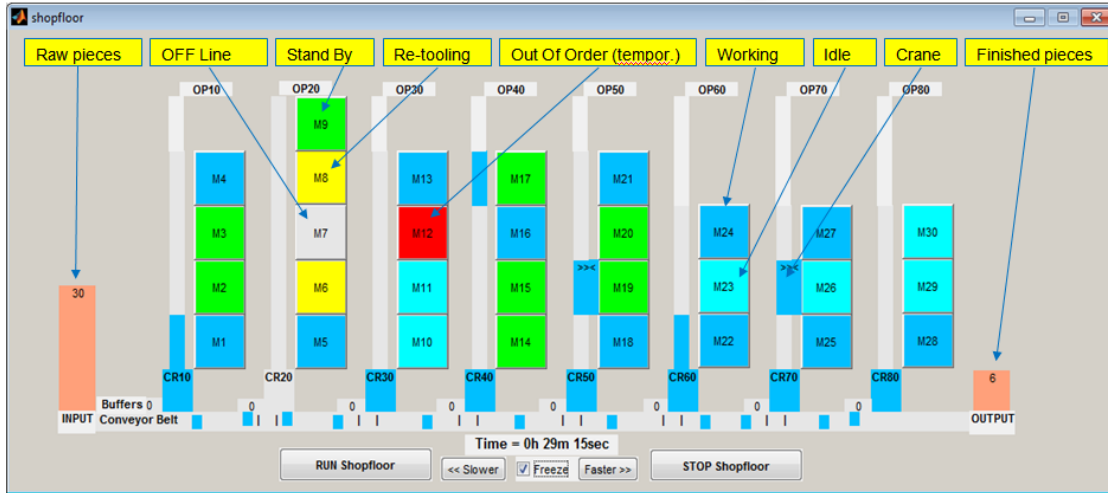 shopfloor
Raw pieces OFF Line Stand By Re-tooling Out Of Order (tempor.) Working Idle Crane Finished pieces
OP10 OP20 OP30 OP40 OP50 OP60 OP70 OP80
M9
M4 M8 M13 M17 M21
M3 M7 M12 M16 M20 M24 M27 M30
>>< >><
30 M2 M6 M11 M15 M19 M23 M26 M29
M1 M5 M10 M14 M18 M22 M25 M28
CR10 CR20 CR30 CR40 CR50 CR60 CR70 CR80 6
Buffers 0 0 0 0 0 0 0 0
INPUT Conveyor Belt OUTPUT
Time = 0h 29m 15sec
RUN Shopfloor << Slower Freeze Faster >> STOP Shopfloor